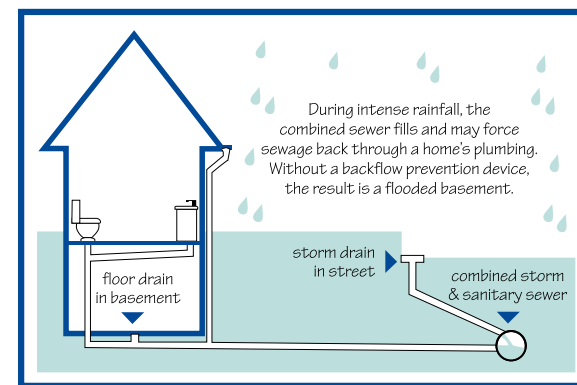 During intense rainfall, the
combined sewer fills and may force
sewage back through a home's plumbing.
Without a backflow prevention device,
the result is a flooded basement.
storm drain
in street
combined storm
& sanitary sewer
floor drain
in basement